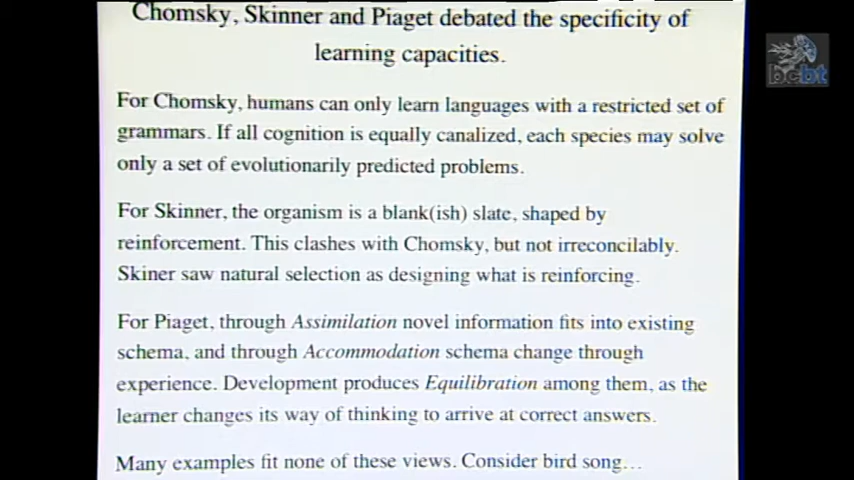 Chomsky, Skinner and Piaget debated the specificity of
learning capacities.
For Chomsky, humans can only learn languages with a restricted set of
grammars. If all cognition is equally canalized, each species may solve
only a set of evolutionarily predicted problems.
For Skinner, the organism is a blank(ish) slate, shaped by
reinforcement. This clashes with Chomsky, but not irreconcilably.
Skiner saw natural selection as designing what is reinforcing.
For Piaget, through Assimilation novel information fits into existing
schema, and through Accommodation schema change through
experience. Development produces Equilibration among them, as the
learner changes its way of thinking to arrive at correct answers.
Many examples fit none of these views. Consider bird song…
bcbt